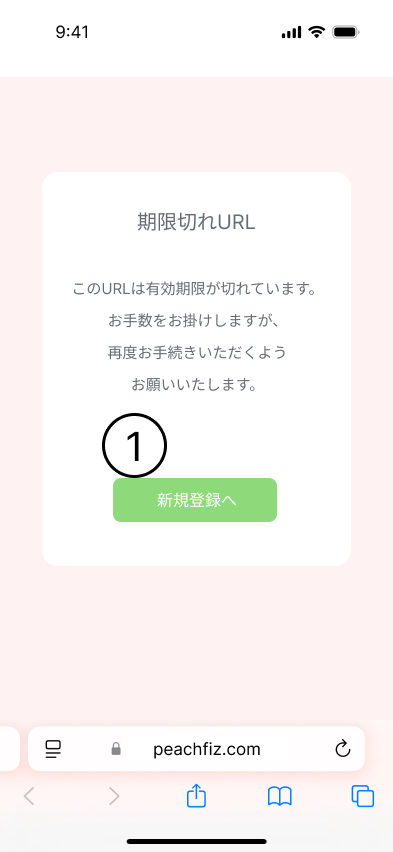 9:41
期限切れURL
このURLは有効期限が切れています。
お手数をお掛けしますが、
再度お手続きいただくよう
お願いいたします。
1
新規登録へ
peachfiz.com